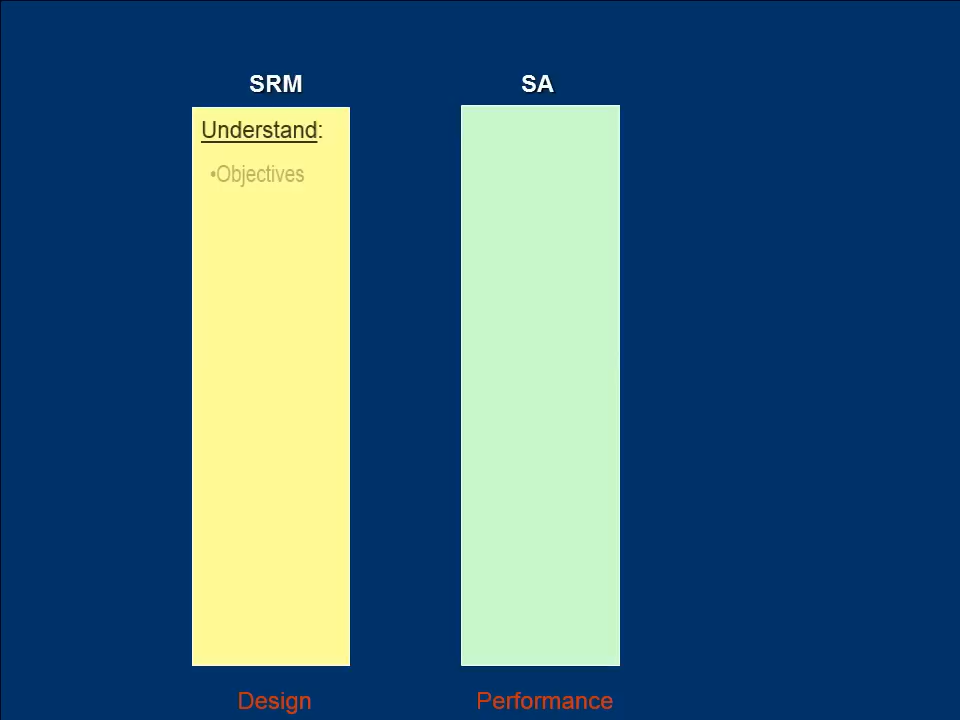 SRM
SA
Understand:
•Objectives
Design
Performance